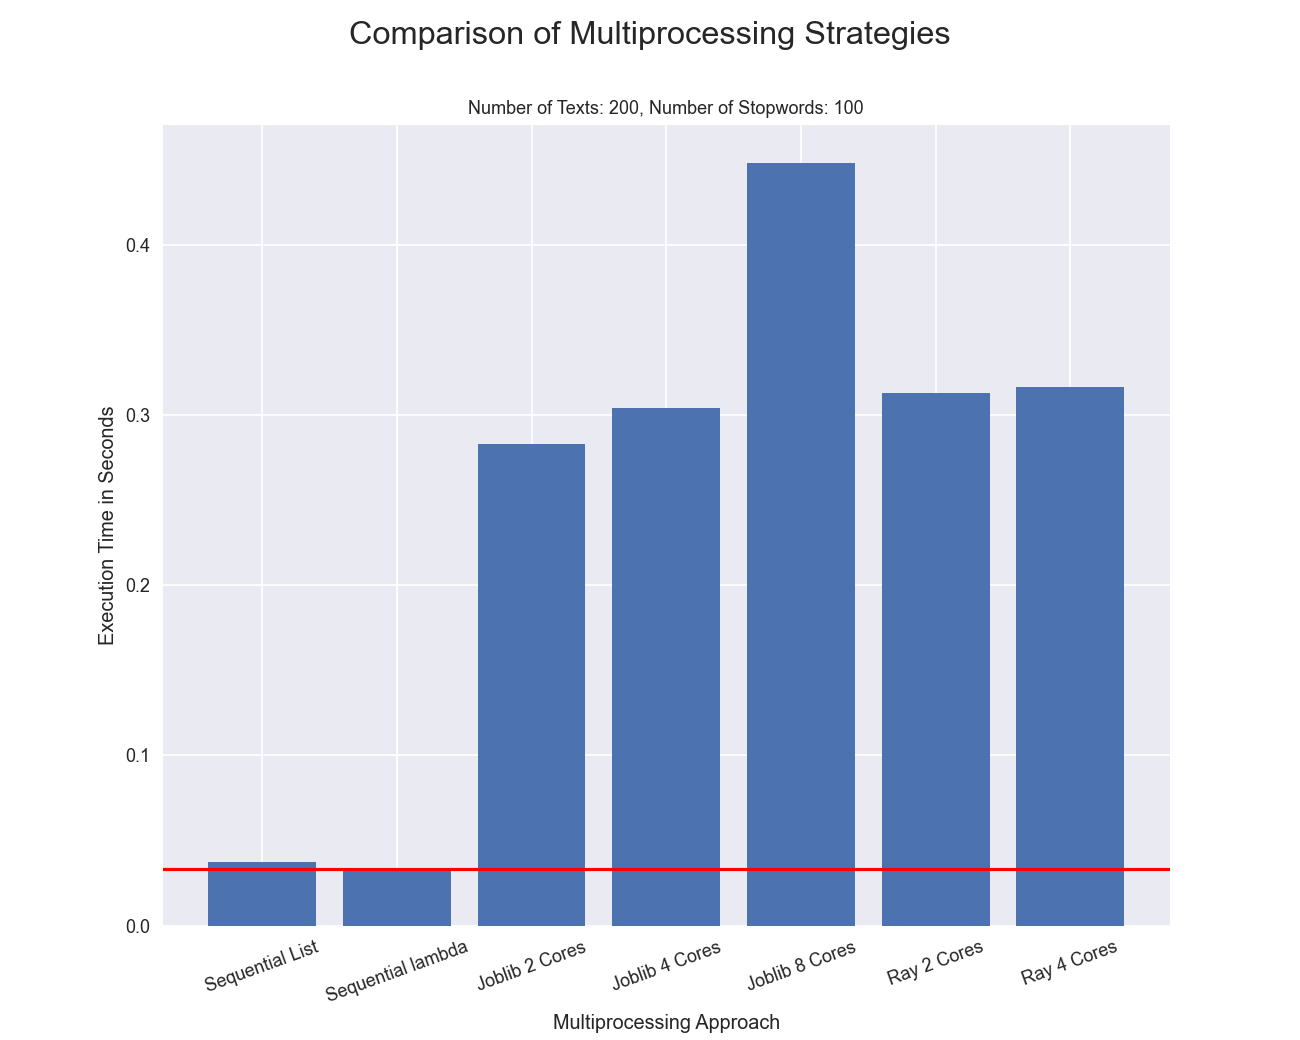 Comparison of Multiprocessing Strategies
Number of Texts: 200, Number of Stopwords: 100
Execution Time in Seconds
0.4
0.3
0.2
0.1
0.0
Sequential List
Sequential lambda
Joblib 2 Cores
Joblib 4 Cores
Joblib 8 Cores
Ray 2 Cores
Ray 4 Cores
Multiprocessing Approach